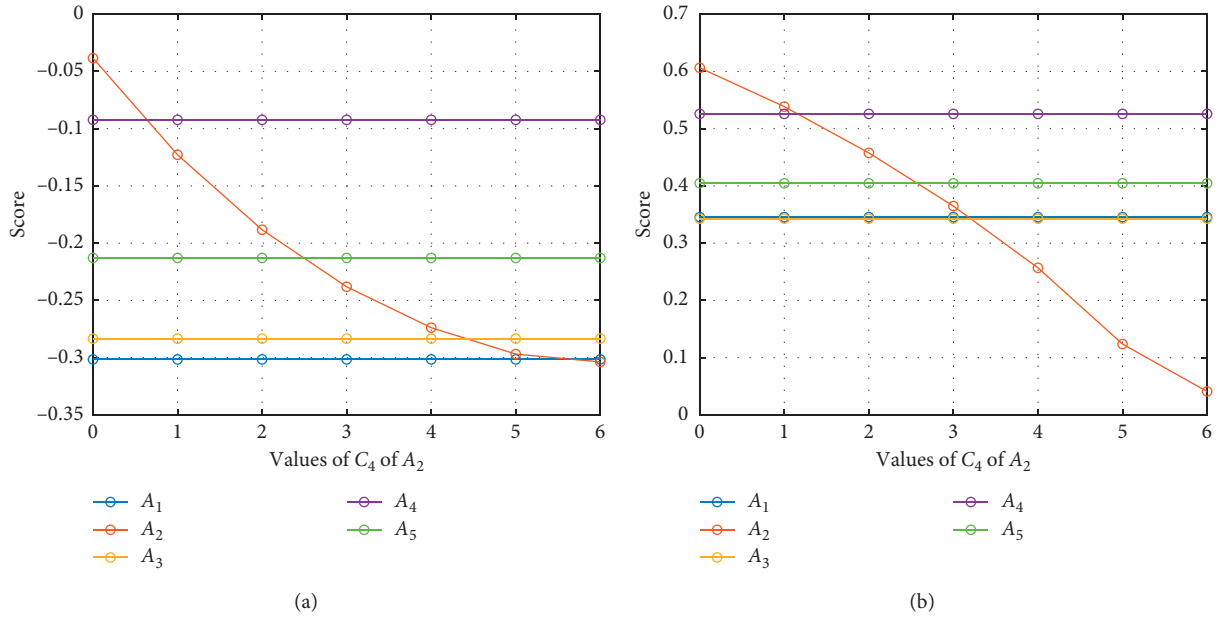 0
–0.05
–0.1
–0.15
–0.2
–0.25
–0.3
–0.35
Score
0 1 2 3 4 5 6
Values of C₄ of A₂
A₁
A₂
A₃
A₄
A₅
(a)
0.7
0.6
0.5
0.4
0.3
0.2
0.1
0
Score
0 1 2 3 4 5 6
Values of C₄ of A₂
A₁
A₂
A₃
A₄
A₅
(b)